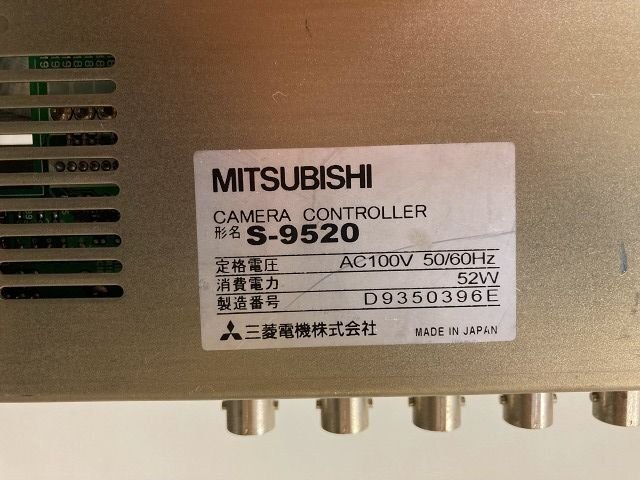 MITSUBISHI
CAMERA CONTROLLER
形名 S-9520
定格電圧 AC100V 50/60Hz
消費電力 52W
製造番号 D9350396E
三菱電機株式会社 MADE IN JAPAN